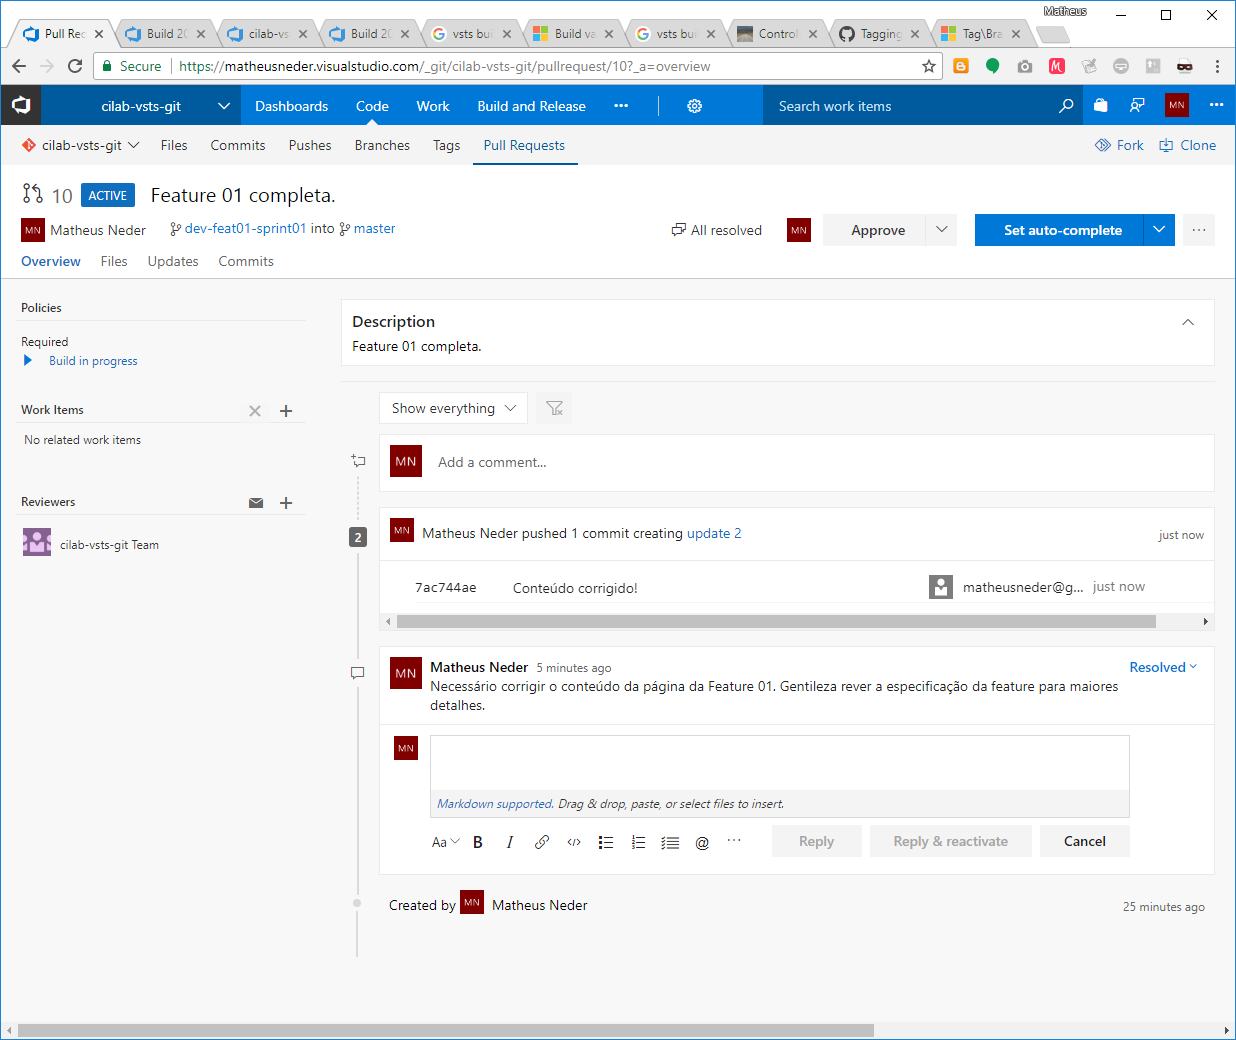 Matheus
Pull Rec
Build 20
cilab-vs
Build 20
vsts bui
Build va
vsts bui
Control
Tagging
Tag\Bra
Secure
https://matheusneder.visualstudio.com/_git/cilab-vsts-git/pullrequest/10?_a=overview
cilab-vsts-git
Dashboards
Code
Work
Build and Release
Search work items
MN
cilab-vsts-git
Files
Commits
Pushes
Branches
Tags
Pull Requests
Fork
Clone
10 ACTIVE Feature 01 completa.
MN Matheus Neder dev-feat01-sprint01 into master
All resolved
MN
Approve
Set auto-complete
Overview
Files
Updates
Commits
Policies
Required
Build in progress
Work Items
No related work items
Reviewers
cilab-vsts-git Team
Description
Feature 01 completa.
Show everything
MN Add a comment...
2
MN Matheus Neder pushed 1 commit creating update 2
just now
7ac744ae Conteúdo corrigido! matheusneder@g... just now
MN Matheus Neder 5 minutes ago
Resolved
Necessário corrigir o conteúdo da página da Feature 01. Gentileza rever a especificação da feature para maiores
detalhes.
MN
Markdown supported. Drag & drop, paste, or select files to insert.
Aa B I @
Reply
Reply & reactivate
Cancel
Created by MN Matheus Neder
25 minutes ago